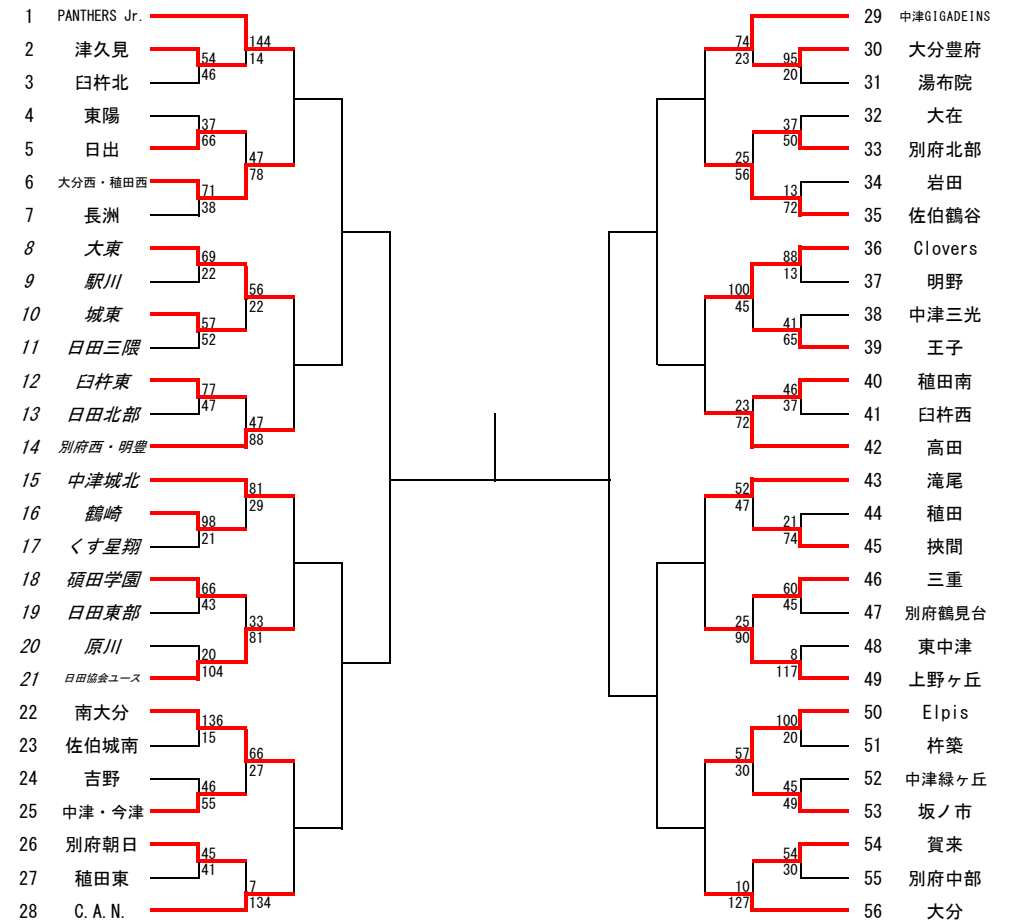 1 PANTHERS Jr.
2 津久見
3 臼杵北
4 東陽
5 日出
6 大分西・稙田西
7 長洲
8 大東
9 駅川
10 城東
11 日田三隈
12 臼杵東
13 日田北部
14 別府西・明豊
15 中津城北
16 鶴崎
17 くす星翔
18 碩田学園
19 日田東部
20 原川
21 日田協会ユース
22 南大分
23 佐伯城南
24 吉野
25 中津・今津
26 別府朝日
27 稙田東
28 C.A.N.
54
46
37
66
71
38
69
22
57
52
77
47
98
21
66
43
20
104
136
15
46
55
45
41
144
14
47
78
56
22
47
88
81
29
33
81
66
27
7
134
74
23
25
56
100
45
23
72
52
47
25
90
57
30
10
127
95
20
37
50
13
72
88
13
41
65
46
37
21
74
60
45
8
117
100
20
45
49
54
30
29 中津GIGADEINS
30 大分豊府
31 湯布院
32 大在
33 別府北部
34 岩田
35 佐伯鶴谷
36 Clovers
37 明野
38 中津三光
39 王子
40 稙田南
41 臼杵西
42 高田
43 滝尾
44 稙田
45 挾間
46 三重
47 別府鶴見台
48 東中津
49 上野ヶ丘
50 Elpis
51 杵築
52 中津緑ヶ丘
53 坂ノ市
54 賀来
55 別府中部
56 大分